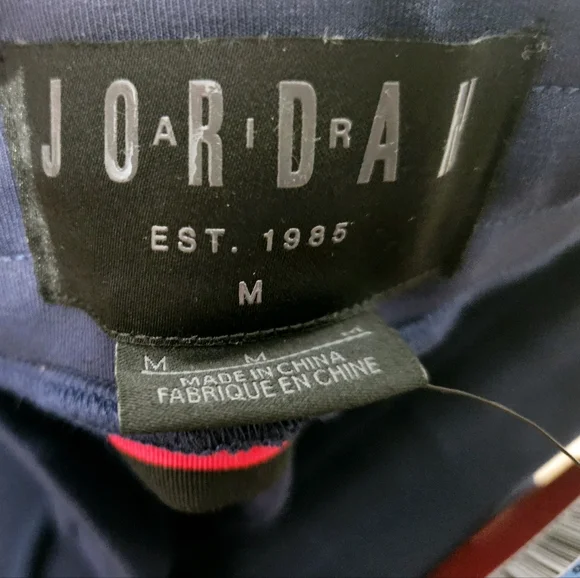 JORDAN
AIR
EST. 1985
M
M M M
MADE IN CHINA
FABRIQUE EN CHINE